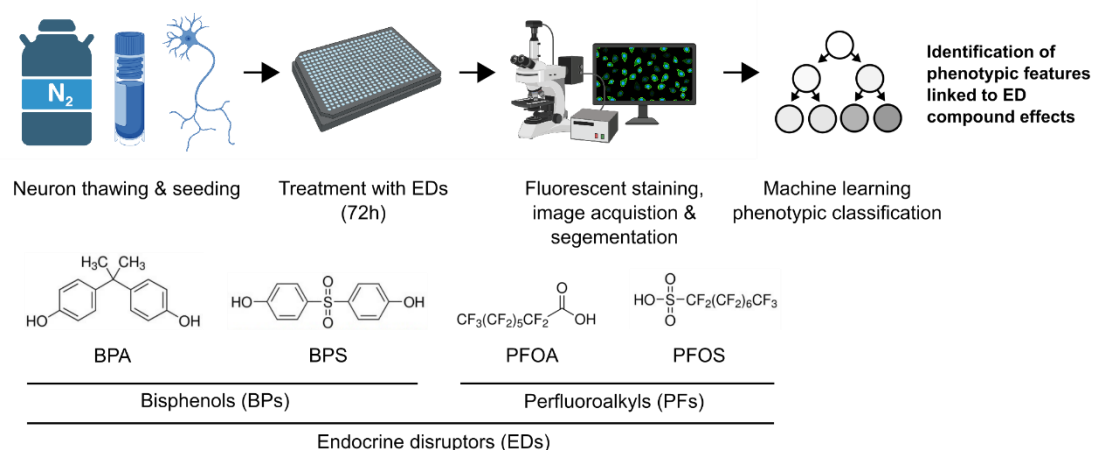 N₂
Identification of
phenotypic features
linked to ED
compound effects
Neuron thawing & seeding
Treatment with EDs
(72h)
Fluorescent staining,
image acquistion &
segementation
Machine learning
phenotypic classification
H₃C CH₃
HO OH
BPA
HO O S O OH
BPS
O
CF₃(CF₂)₅CF₂ OH
PFOA
O
HO-S-CF₂(CF₂)₆CF₃
O
PFOS
Bisphenols (BPs)
Perfluoroalkyls (PFs)
Endocrine disruptors (EDs)